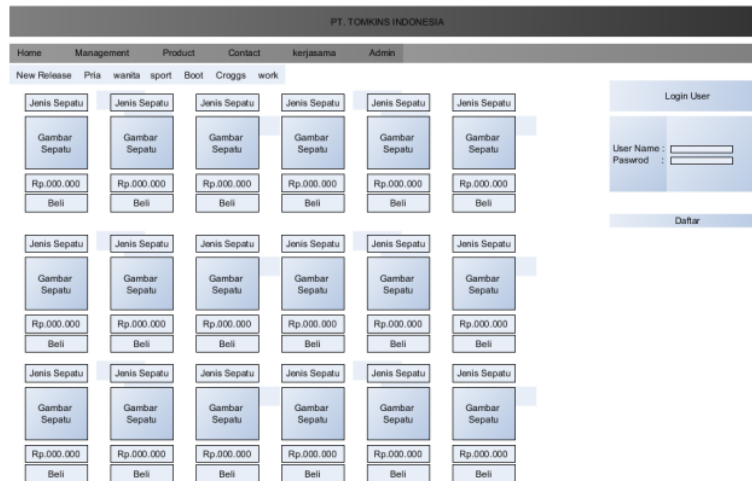 PT. TOMKINS INDONESIA
Home Management Product Contact kerjasama Admin
New Release Pria wanita sport Boot Croggs work
Jenis Sepatu Jenis Sepatu Jenis Sepatu Jenis Sepatu Jenis Sepatu Jenis Sepatu
Gambar Gambar Gambar Gambar Gambar Gambar
Sepatu Sepatu Sepatu Sepatu Sepatu Sepatu
Rp.000.000 Rp.000.000 Rp.000.000 Rp.000.000 Rp.000.000 Rp.000.000
Beli Beli Beli Beli Beli Beli
Jenis Sepatu Jenis Sepatu Jenis Sepatu Jenis Sepatu Jenis Sepatu Jenis Sepatu
Gambar Gambar Gambar Gambar Gambar Gambar
Sepatu Sepatu Sepatu Sepatu Sepatu Sepatu
Rp.000.000 Rp.000.000 Rp.000.000 Rp.000.000 Rp.000.000 Rp.000.000
Beli Beli Beli Beli Beli Beli
Jenis Sepatu Jenis Sepatu Jenis Sepatu Jenis Sepatu Jenis Sepatu Jenis Sepatu
Gambar Gambar Gambar Gambar Gambar Gambar
Sepatu Sepatu Sepatu Sepatu Sepatu Sepatu
Rp.000.000 Rp.000.000 Rp.000.000 Rp.000.000 Rp.000.000 Rp.000.000
Beli Beli Beli Beli Beli Beli
Login User
User Name :
Paswrod :
Daftar